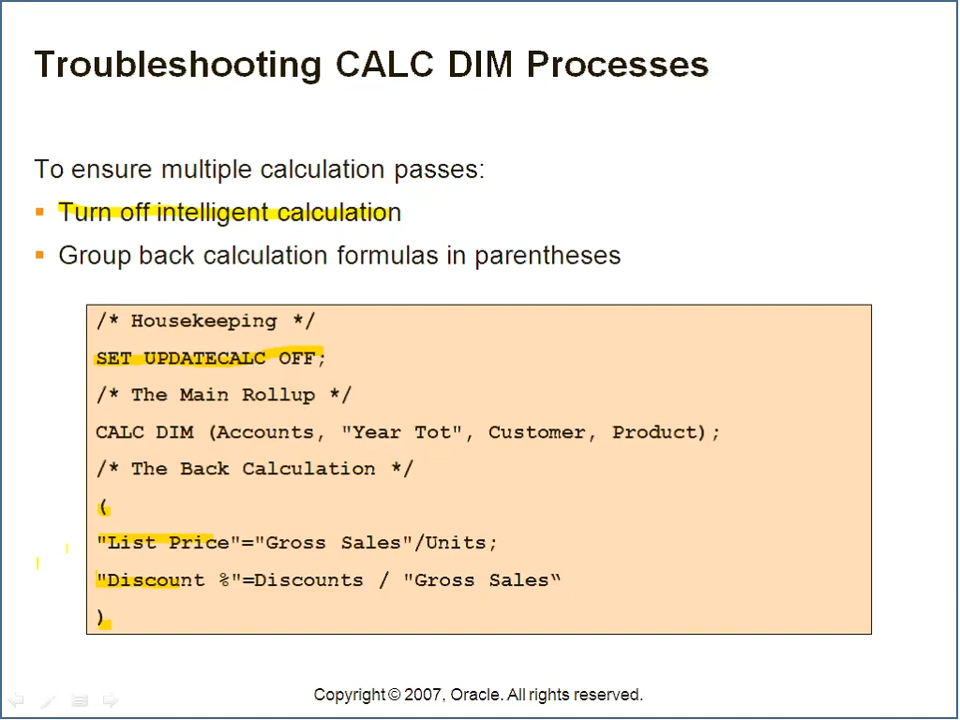 Troubleshooting CALC DIM Processes
To ensure multiple calculation passes:
▪ Turn off intelligent calculation
▪ Group back calculation formulas in parentheses
/* Housekeeping */
SET UPDATECALC OFF;
/* The Main Rollup */
CALC DIM (Accounts, "Year Tot", Customer, Product);
/* The Back Calculation */
(
"List Price"="Gross Sales"/Units;
"Discount %"=Discounts / "Gross Sales“
)
Copyright © 2007, Oracle. All rights reserved.